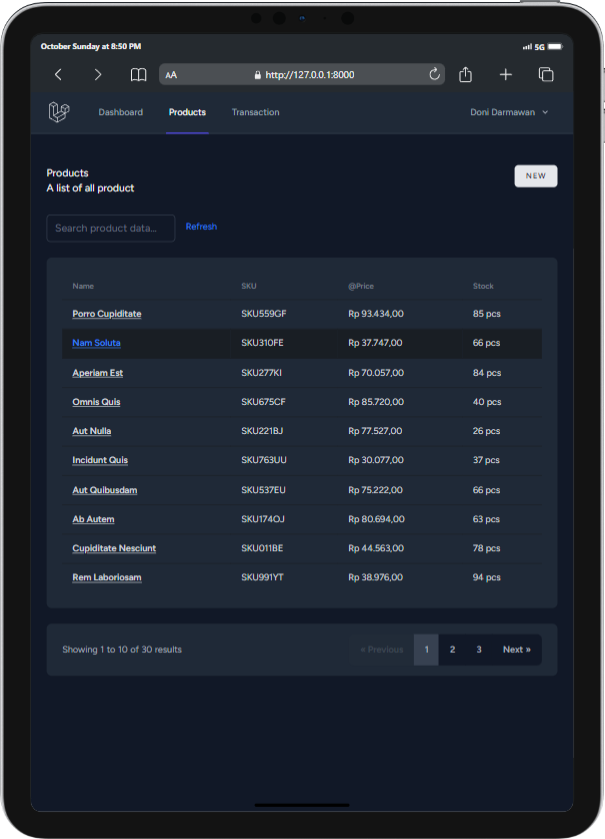 October Sunday at 8:50 PM 5G
AA http://127.0.0.1:8000
Dashboard Products Transaction Doni Darmawan
Products
A list of all product
NEW
Search product data... Refresh
Name SKU @Price Stock
Porro Cupiditate SKU559GF Rp 93.434,00 85 pcs
Nam Soluta SKU310FE Rp 37.747,00 66 pcs
Aperiam Est SKU277KI Rp 70.057,00 84 pcs
Omnis Quis SKU675CF Rp 85.720,00 40 pcs
Aut Nulla SKU221BJ Rp 77.527,00 26 pcs
Incidunt Quis SKU763UU Rp 30.077,00 37 pcs
Aut Quibusdam SKU537EU Rp 75.222,00 66 pcs
Ab Autem SKU174OJ Rp 80.694,00 63 pcs
Cupiditate Nesciunt SKU011BE Rp 44.563,00 78 pcs
Rem Laboriosam SKU991YT Rp 38.976,00 94 pcs
Showing 1 to 10 of 30 results « Previous 1 2 3 Next »